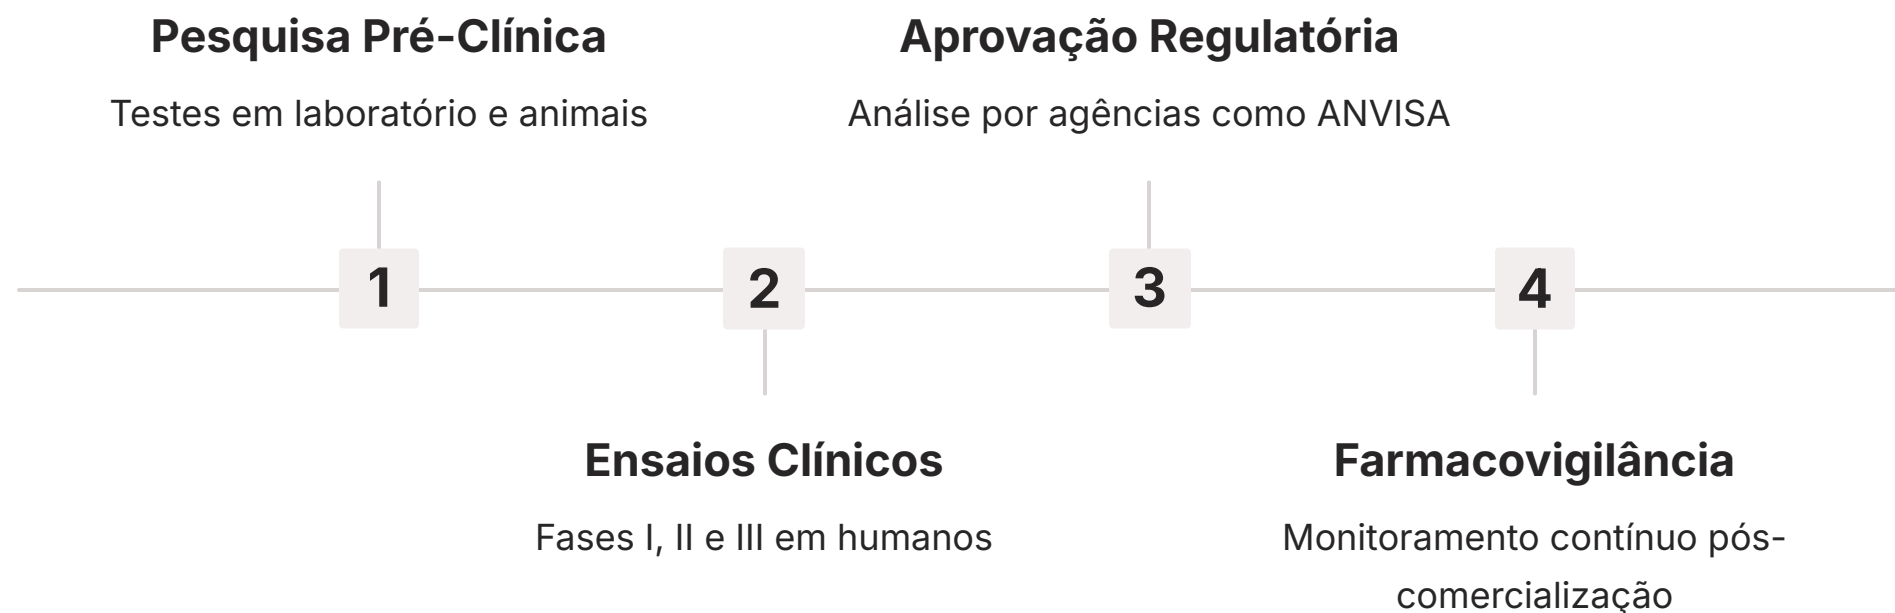 Pesquisa Pré-Clínica
Testes em laboratório e animais
Aprovação Regulatória
Análise por agências como ANVISA
1
2
3
4
Ensaios Clínicos
Fases I, II e III em humanos
Farmacovigilância
Monitoramento contínuo pós-
comercialização